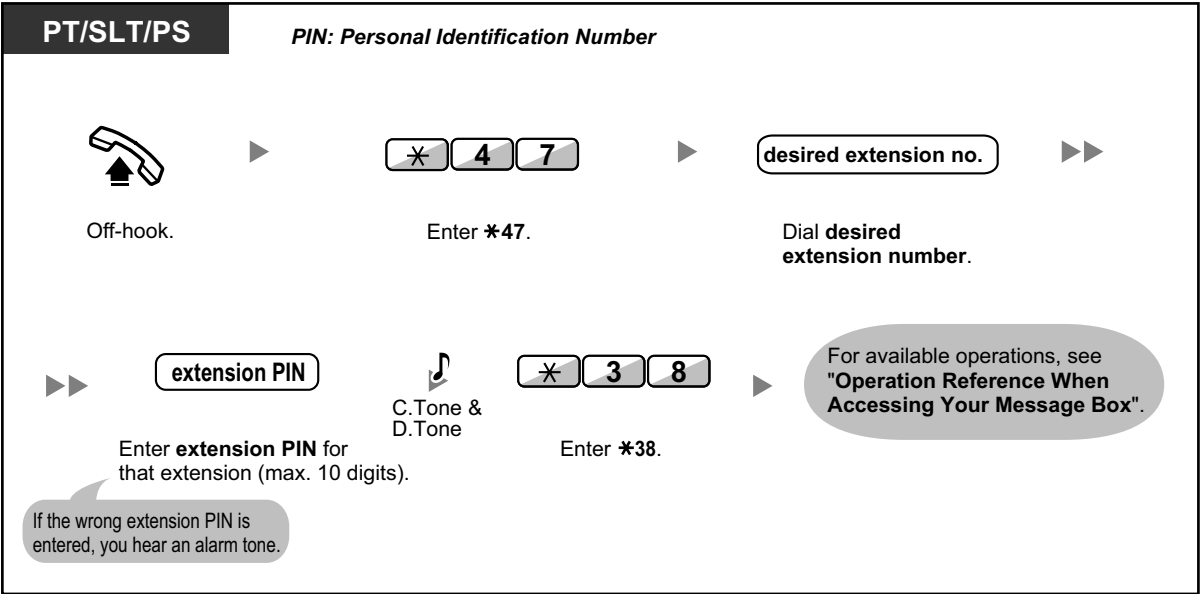 PT/SLT/PS
PIN: Personal Identification Number
* 4 7
desired extension no.
Off-hook.
Enter *47.
Dial desired
extension number.
extension PIN
C.Tone &
D.Tone
* 3 8
For available operations, see
"Operation Reference When
Accessing Your Message Box".
Enter extension PIN for
that extension (max. 10 digits).
Enter *38.
If the wrong extension PIN is
entered, you hear an alarm tone.